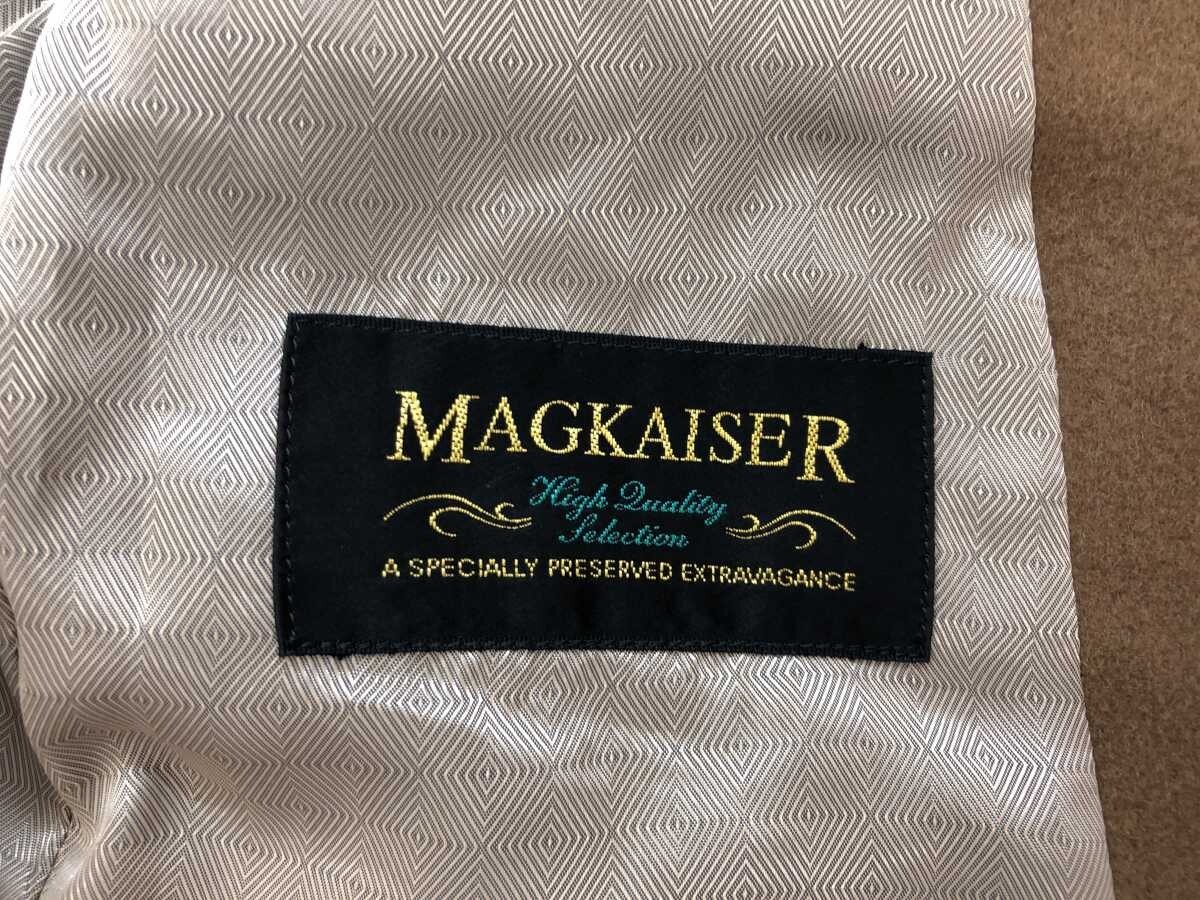 MAGKAISER
High Quality
Selection
A SPECIALLY PRESERVED EXTRAVAGANCE